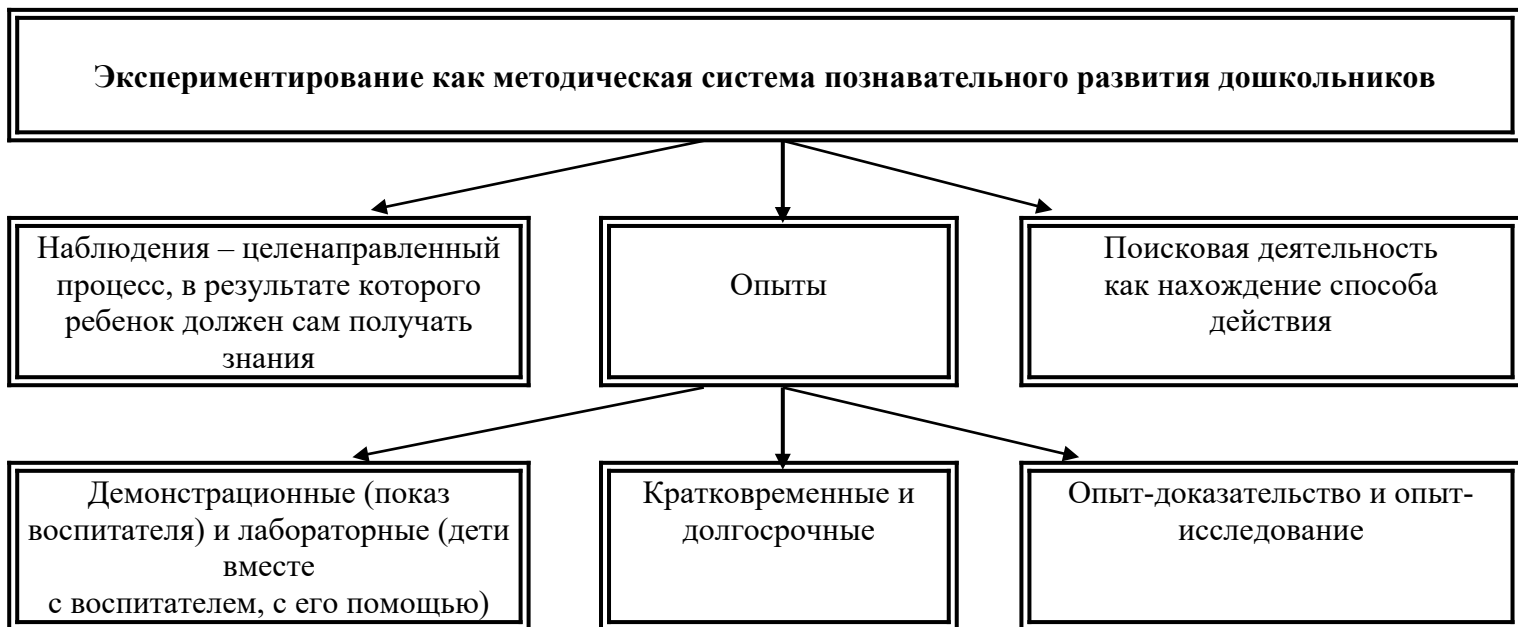 Экспериментирование как методическая система познавательного развития дошкольников
Наблюдения – целенаправленный
процесс, в результате которого
ребенок должен сам получать
знания
Опыты
Поисковая деятельность
как нахождение способа
действия
Демонстрационные (показ
воспитателя) и лабораторные (дети
вместе
с воспитателем, с его помощью)
Кратковременные и
долгосрочные
Опыт-доказательство и опыт-
исследование